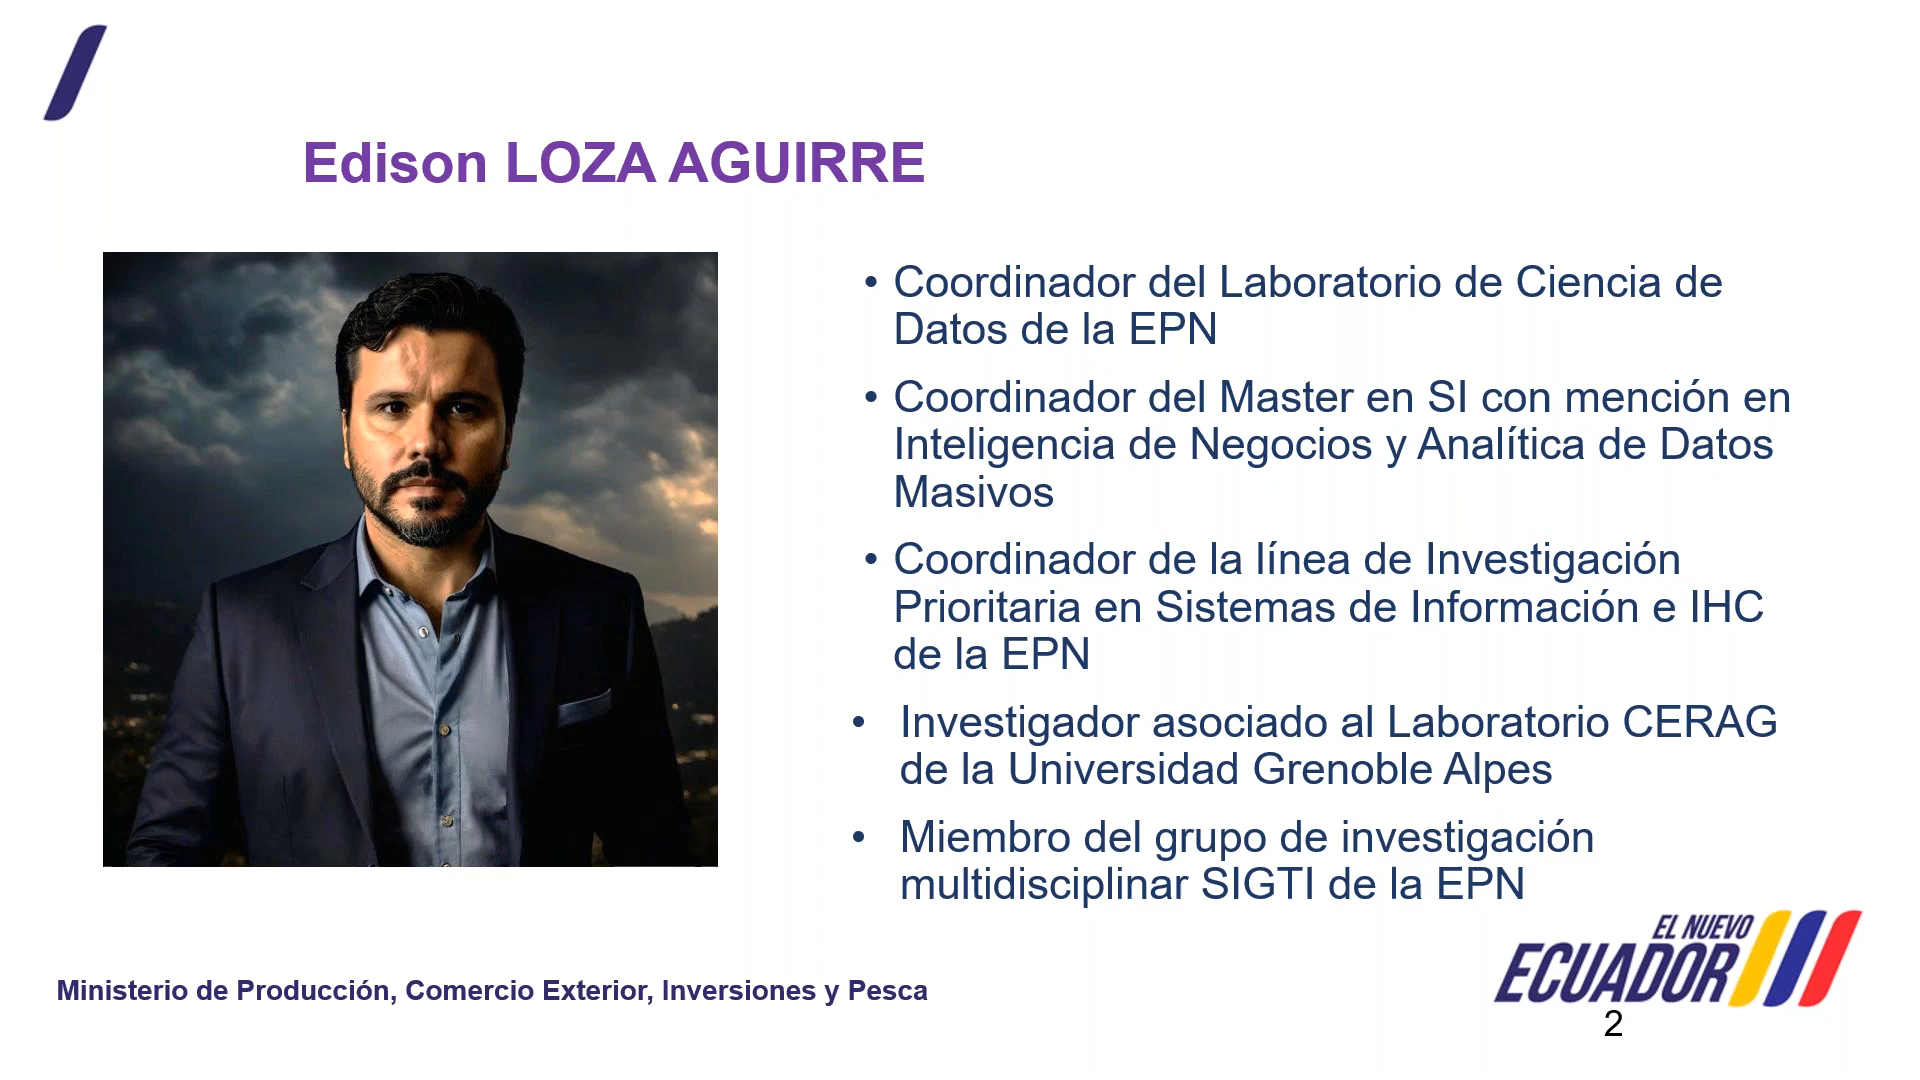 Edison LOZA AGUIRRE
• Coordinador del Laboratorio de Ciencia de
Datos de la EPN
• Coordinador del Master en SI con mención en
Inteligencia de Negocios y Analítica de Datos
Masivos
• Coordinador de la línea de Investigación
Prioritaria en Sistemas de Información e IHC
de la EPN
• Investigador asociado al Laboratorio CERAG
de la Universidad Grenoble Alpes
• Miembro del grupo de investigación
multidisciplinar SIGTI de la EPN
EL NUEVO
ECUADOR
Ministerio de Producción, Comercio Exterior, Inversiones y Pesca
2